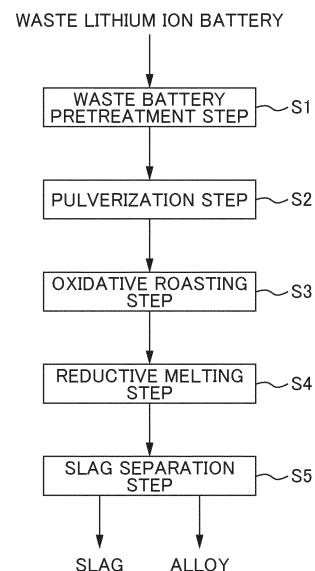 WASTE LITHIUM ION BATTERY
WASTE BATTERY
PRETREATMENT STEP
S1
PULVERIZATION STEP
S2
OXIDATIVE ROASTING
STEP
S3
REDUCTIVE MELTING
STEP
S4
SLAG SEPARATION
STEP
S5
SLAG ALLOY